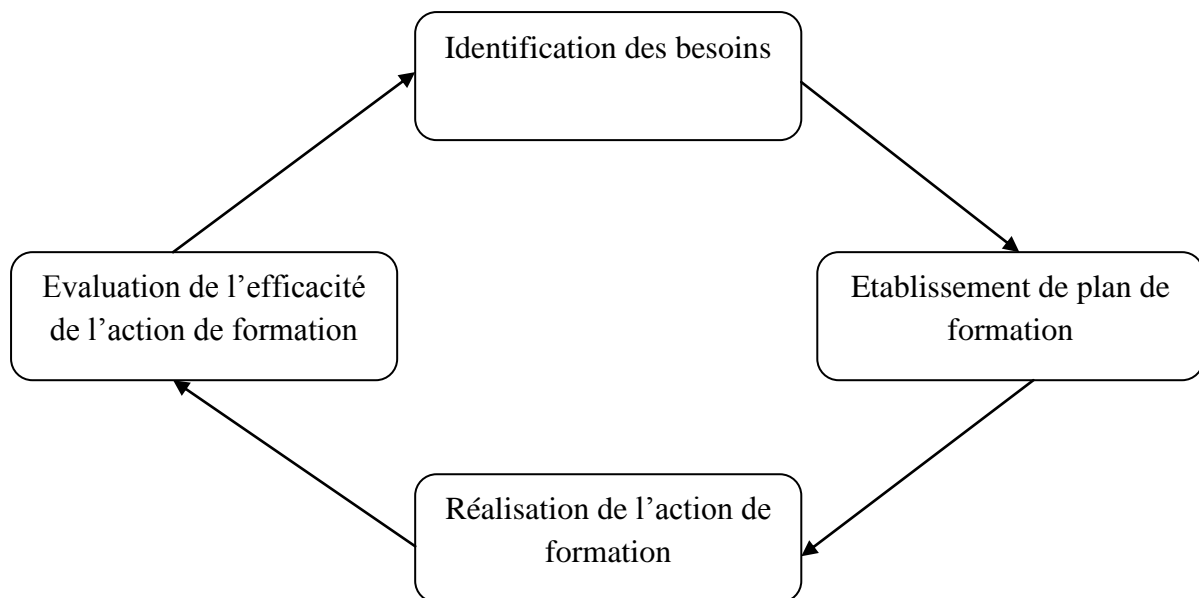 Identification des besoins
Evaluation de l’efficacité
de l’action de formation
Etablissement de plan de
formation
Réalisation de l’action de
formation